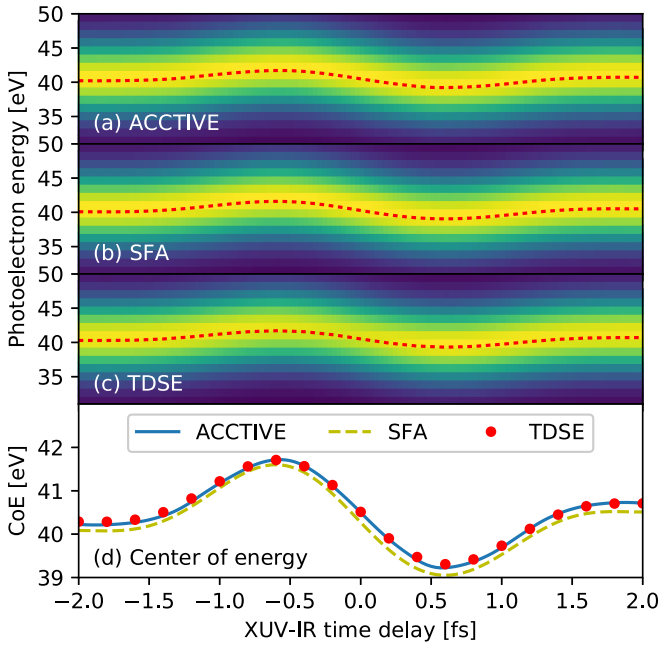 50
45
40
35
(a) ACCTIVE
50
45
40
35
(b) SFA
50
45
40
35
(c) TDSE
Photoelectron energy [eV]
ACCTIVE SFA TDSE
42
41
40
39
CoE [eV]
(d) Center of energy
−2.0 −1.5 −1.0 −0.5 0.0 0.5 1.0 1.5 2.0
XUV-IR time delay [fs]